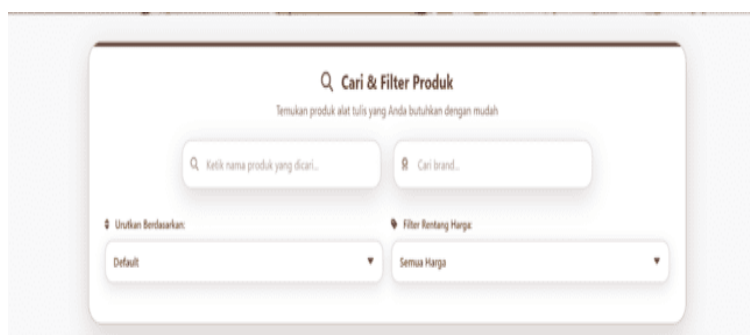 Cari & Filter Produk
Temukan produk alat tulis yang Anda butuhkan dengan mudah
Ketik nama produk yang dicari...
Cari brand...
Urutkan Berdasarkan:
Filter Rentang Harga:
Default
Semua Harga